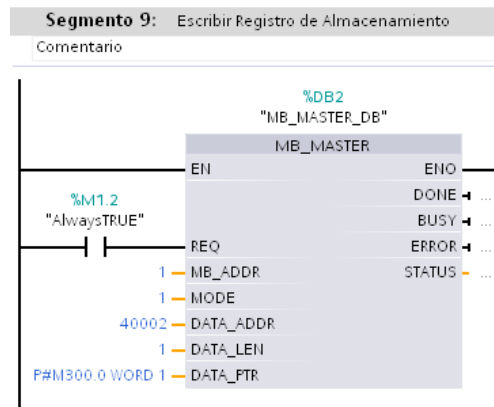 Segmento 9: Escribir Registro de Almacenamiento
Comentario
%DB2
"MB_MASTER_DB"
MB_MASTER
EN ENO
DONE ...
%M1.2 BUSY ...
"AlwaysTRUE"
REQ ERROR ...
1 MB_ADDR STATUS ...
1 MODE
40002 DATA_ADDR
1 DATA_LEN
P#M300.0 WORD 1 DATA_PTR